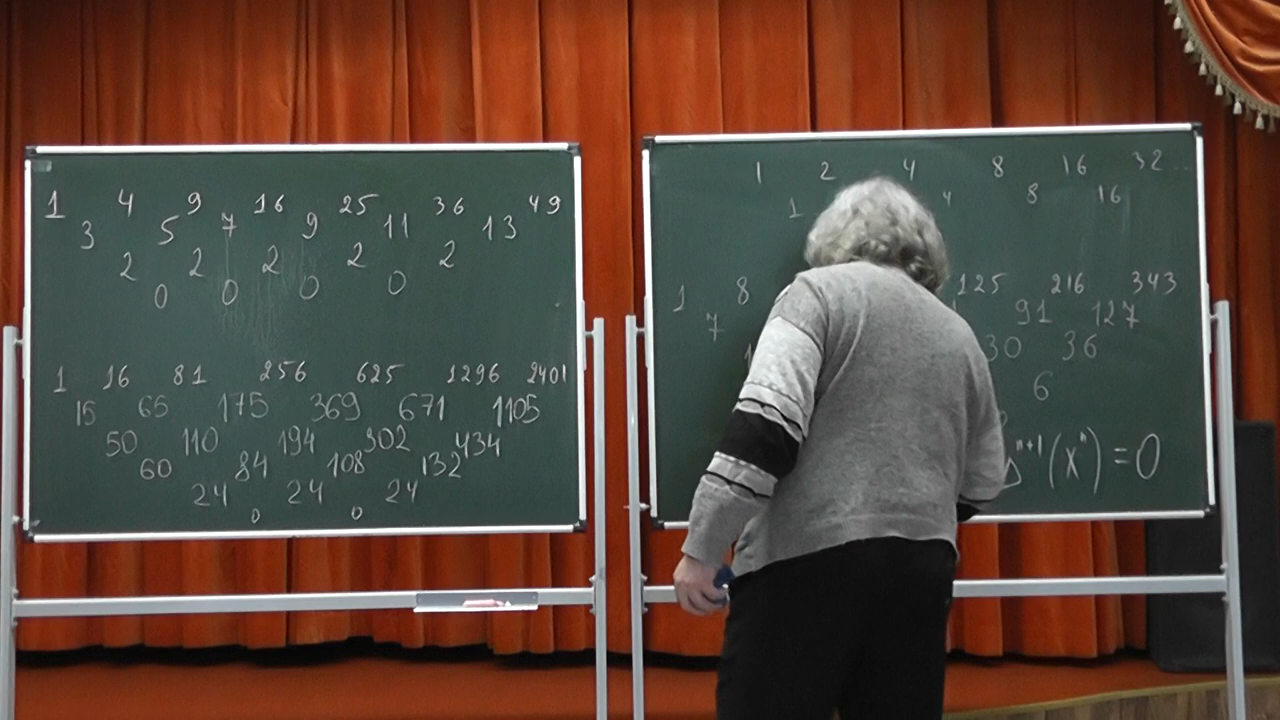 1 4 9 16 25 36 49
3 5 7 9 11 13
2 2 2 2 2
0 0 0 0
1 16 81 256 625 1296 2401
15 65 175 369 671 1105
50 110 194 302 434
60 84 108 132
24 24 24
0 0
1 2 4 8 16 32...
1 4 8 16
1 8 125 216 343
7 91 127
30 36
6
Δⁿ⁺¹(xⁿ)=0